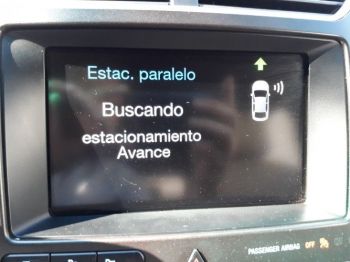 Estac. paralelo
Buscando
estacionamiento
Avance
PASSENGER AIRBAG OFF